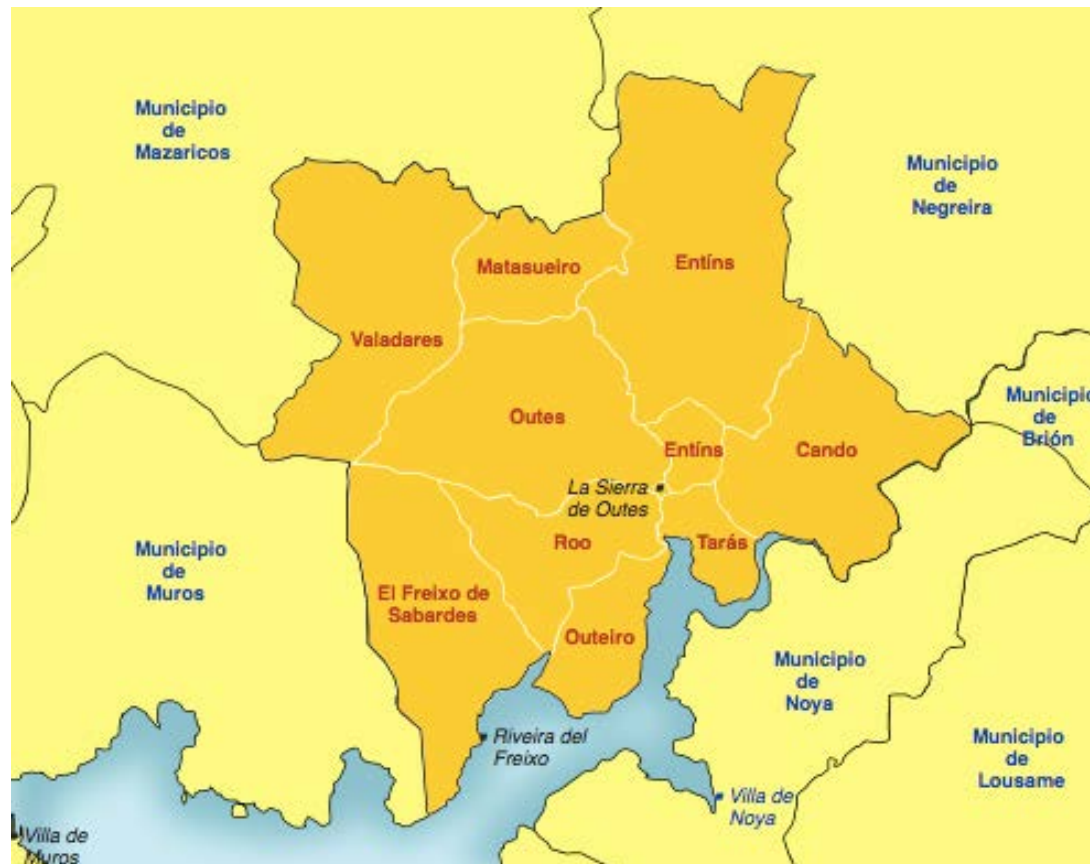 Municipio
de
Mazaricos
Municipio
de
Negreira
Matasueiro
Entíns
Valadares
Municipio
de
Brión
Outes
Entíns
Cando
La Sierra
de Outes
Roo
Tarás
Municipio
de
Muros
El Freixo de
Sabardes
Outeiro
Municipio
de
Noya
Riveira del
Freixo
Municipio
de
Lousame
Villa de
Noya
Villa de
Muros